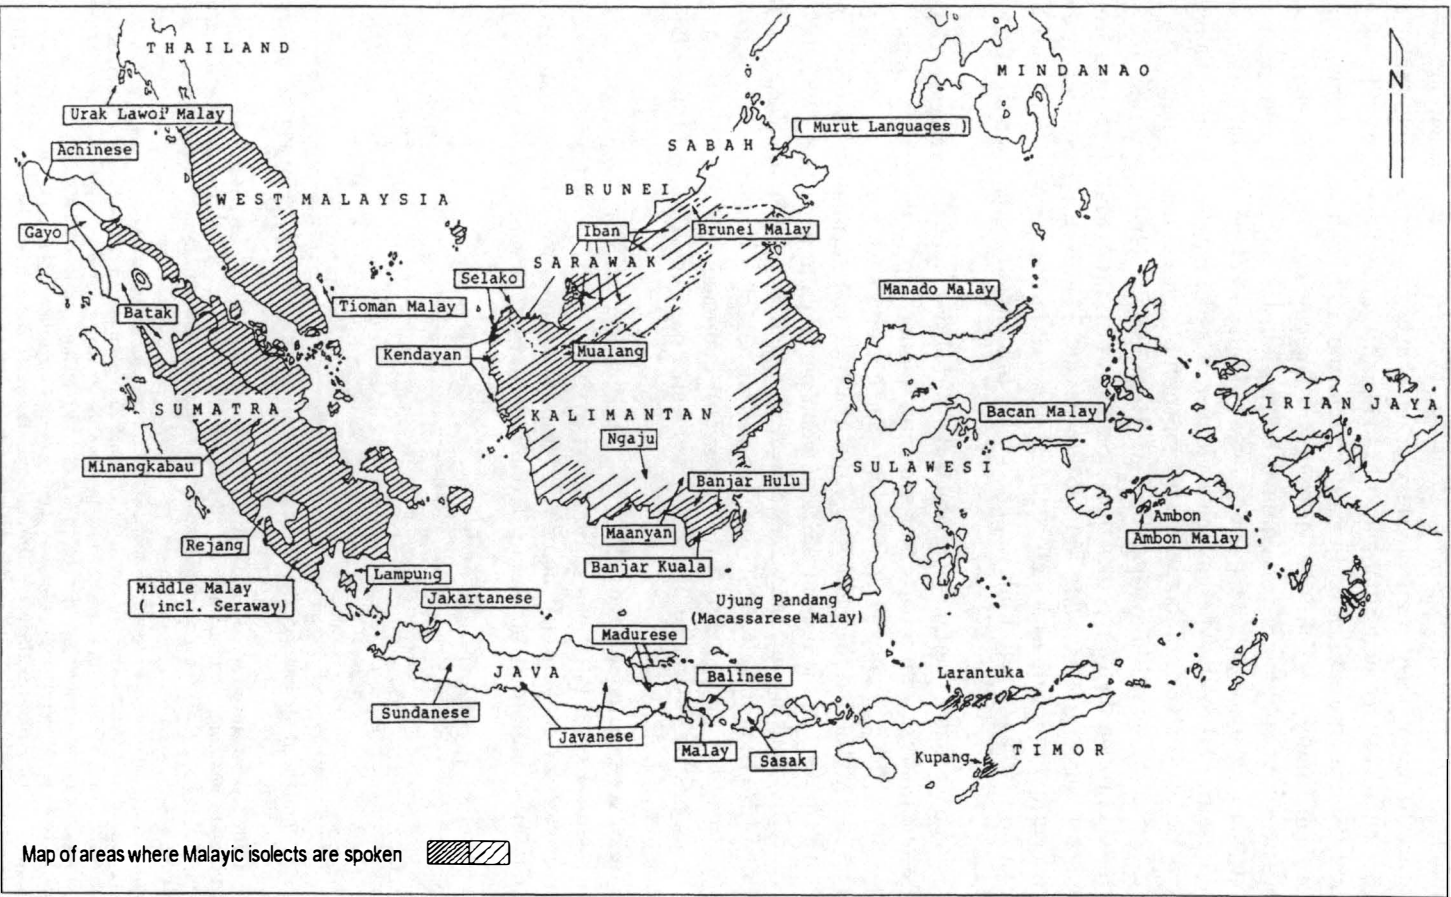 THAILAND
MINDANAO
N
Urak Lawoi' Malay
( Murut Languages )
SABAH
Achinese
BRUNEI
WEST MALAYSIA
Gayo
Iban
Brunei Malay
SARAWAK
Selako
Manado Malay
Tioman Malay
Batak
Kendayan
Mualang
IRIAN JAYA
SUMATRA
KALIMANTAN
Bacan Malay
Ngaju
Minangkabau
SULAWESI
Banjar Hulu
Ambon
Maanyan
Ambon Malay
Rejang
Banjar Kuala
Lampung
Middle Malay
( incl. Seraway)
Jakartanese
Ujung Pandang
(Macassarese Malay)
Madurese
JAVA
Balinese
Larantuka
Sundanese
Javanese
Malay
TIMOR
Sasak
Kupang
Map of areas where Malayic isolects are spoken